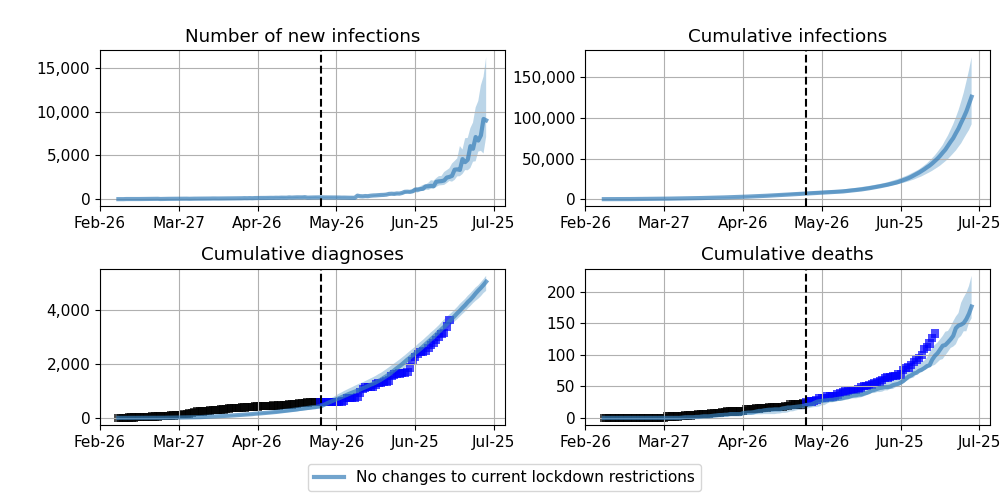 Number of new infections
15,000
10,000
5,000
0
Feb-26 Mar-27 Apr-26 May-26 Jun-25 Jul-25
Cumulative infections
150,000
100,000
50,000
0
Feb-26 Mar-27 Apr-26 May-26 Jun-25 Jul-25
Cumulative diagnoses
4,000
2,000
0
Feb-26 Mar-27 Apr-26 May-26 Jun-25 Jul-25
Cumulative deaths
200
150
100
50
0
Feb-26 Mar-27 Apr-26 May-26 Jun-25 Jul-25
No changes to current lockdown restrictions